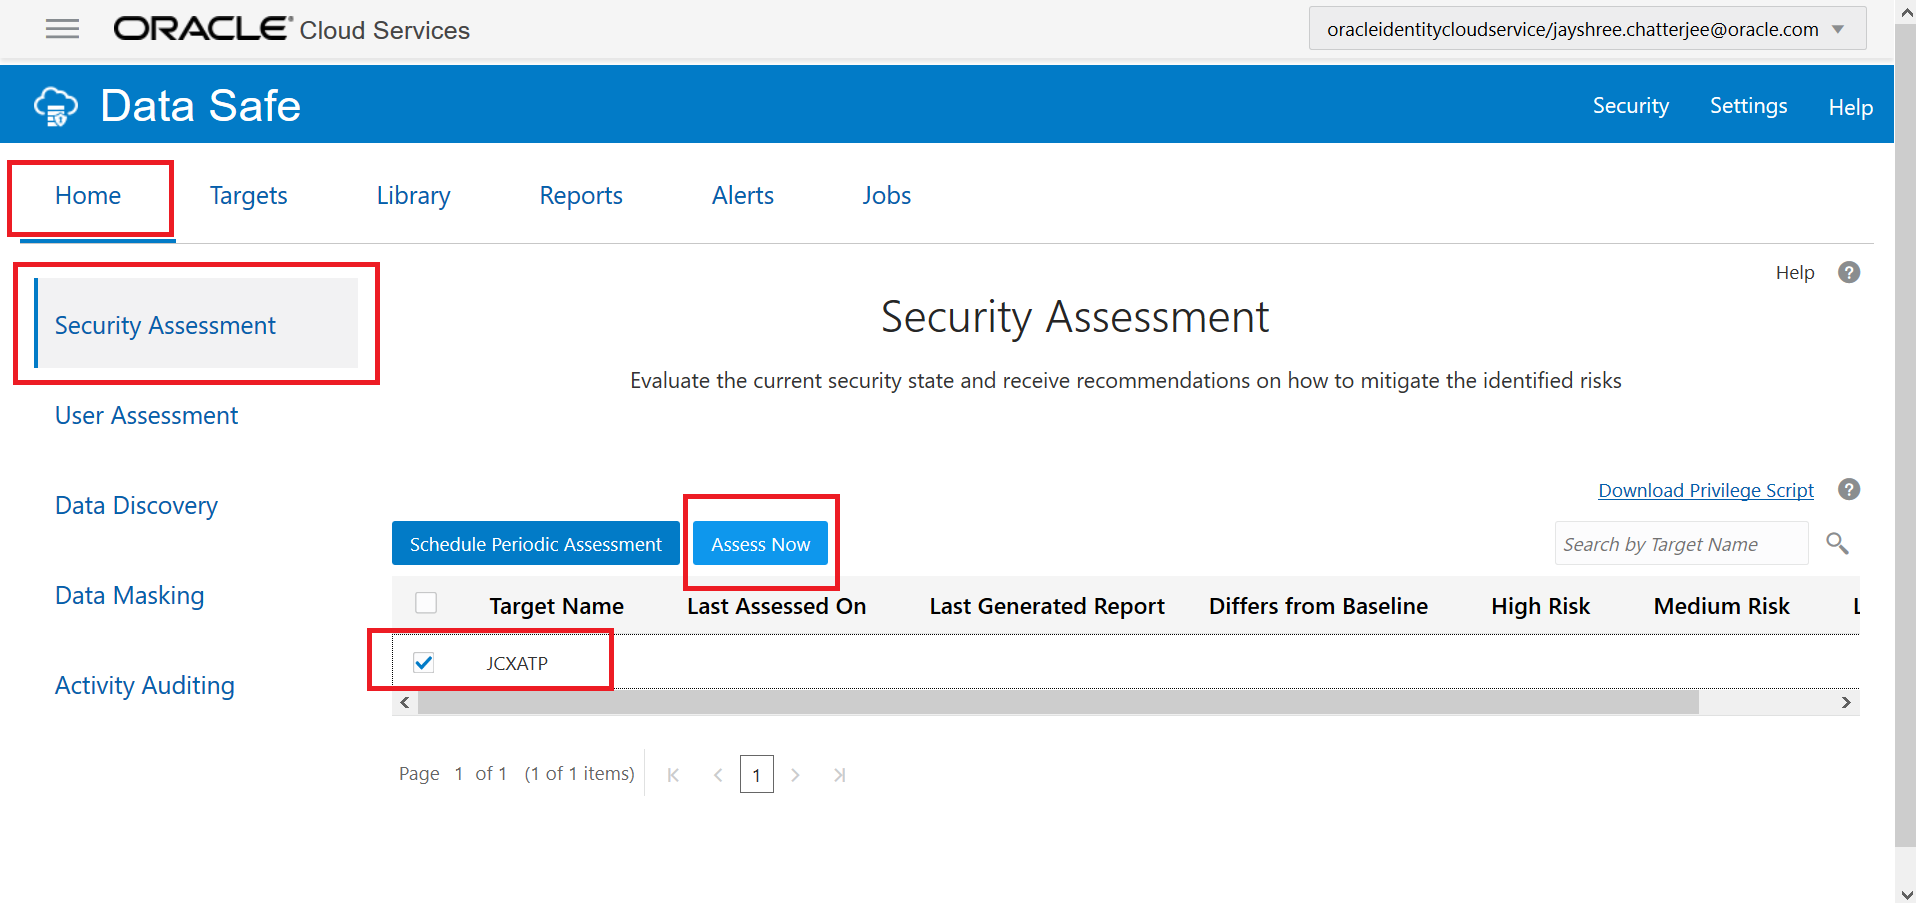 ORACLE Cloud Services
oracleidentitycloudservice/jayshree.chatterjee@oracle.com
Data Safe
Security Settings Help
Home Targets Library Reports Alerts Jobs
Help ?
Security Assessment
User Assessment
Data Discovery
Data Masking
Activity Auditing
Security Assessment
Evaluate the current security state and receive recommendations on how to mitigate the identified risks
Download Privilege Script ?
Schedule Periodic Assessment Assess Now Search by Target Name
Target Name Last Assessed On Last Generated Report Differs from Baseline High Risk Medium Risk
JCXATP
Page 1 of 1 (1 of 1 items) 1